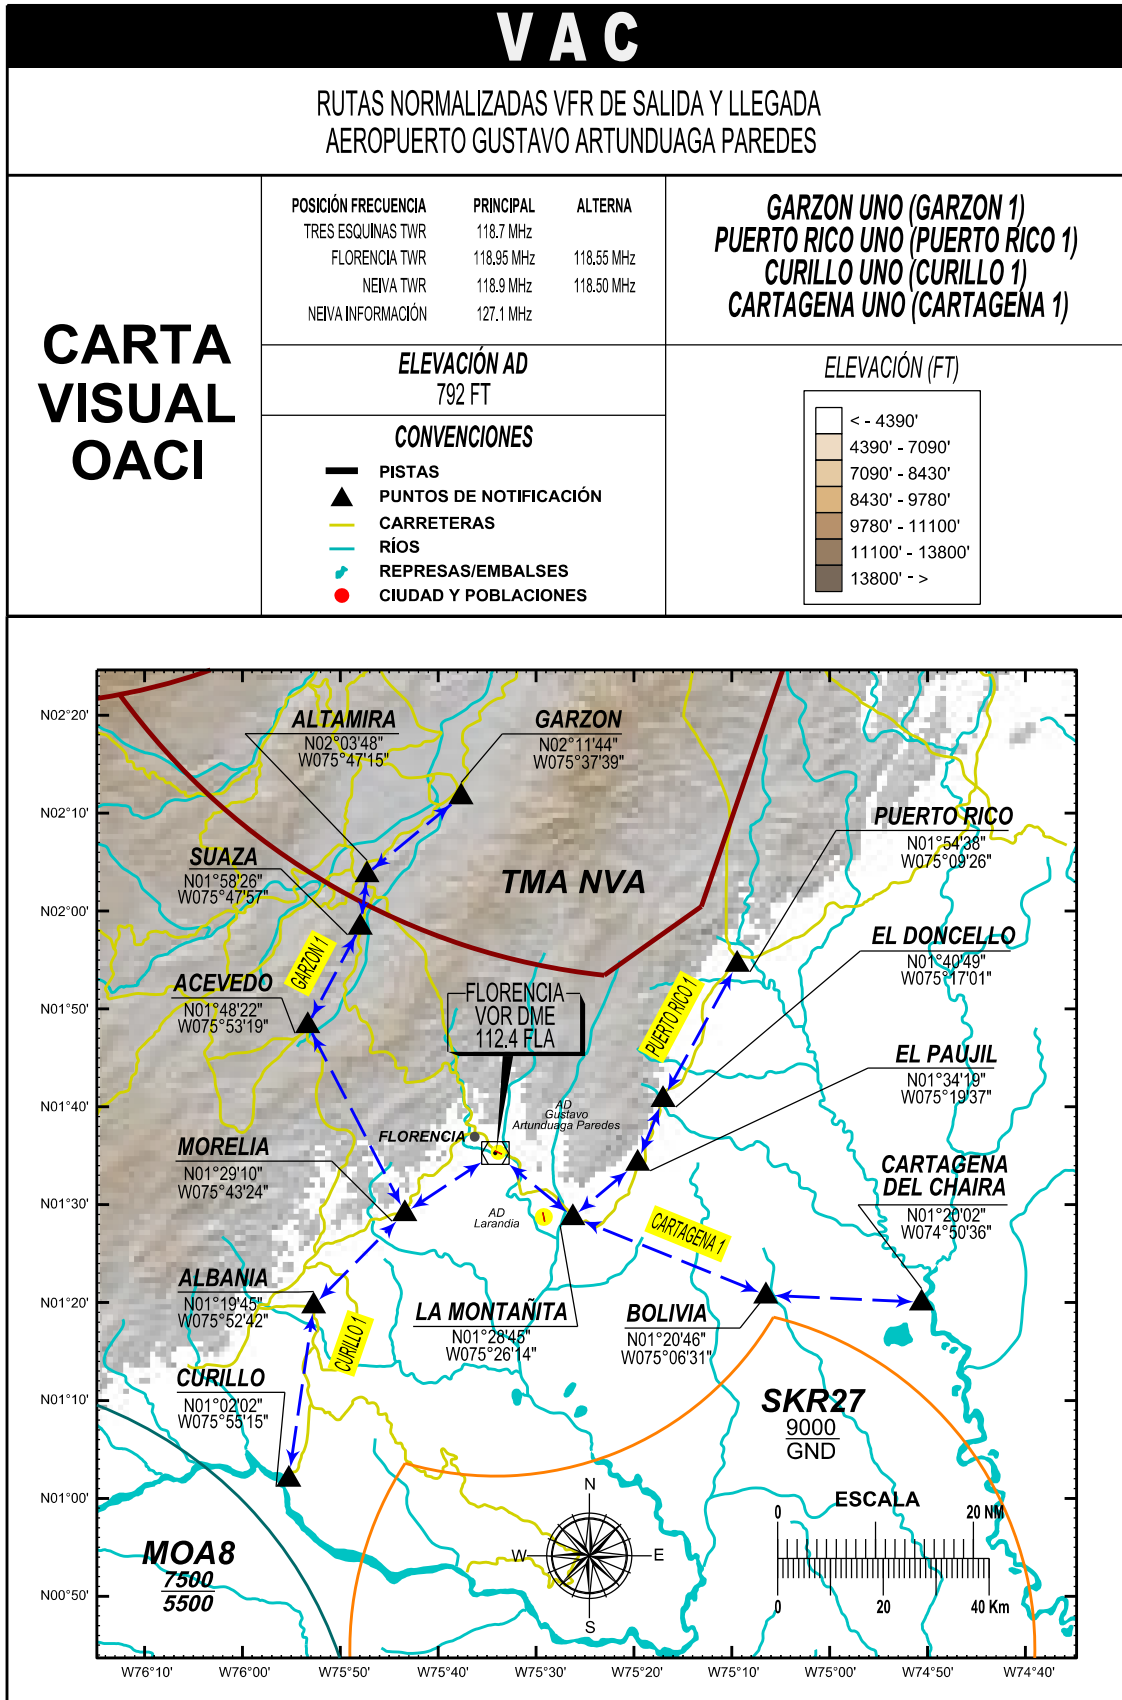 VAC
RUTAS NORMALIZADAS VFR DE SALIDA Y LLEGADA
AEROPUERTO GUSTAVO ARTUNDUAGA PAREDES
CARTA
VISUAL
OACI
POSICIÓN FRECUENCIA PRINCIPAL ALTERNA
TRES ESQUINAS TWR 118.7 MHz
FLORENCIA TWR 118.95 MHz 118.55 MHz
NEIVA TWR 118.9 MHz 118.50 MHz
NEIVA INFORMACIÓN 127.1 MHz
ELEVACIÓN AD
792 FT
CONVENCIONES
PISTAS
PUNTOS DE NOTIFICACIÓN
CARRETERAS
RÍOS
REPRESAS/EMBALSES
CIUDAD Y POBLACIONES
GARZON UNO (GARZON 1)
PUERTO RICO UNO (PUERTO RICO 1)
CURILLO UNO (CURILLO 1)
CARTAGENA UNO (CARTAGENA 1)
ELEVACIÓN (FT)
< - 4390'
4390' - 7090'
7090' - 8430'
8430' - 9780'
9780' - 11100'
11100' - 13800'
13800' - >
N02°20'
N02°10'
N02°00'
N01°50'
N01°40'
N01°30'
N01°20'
N01°10'
N01°00'
N00°50'
ALTAMIRA
N02°03'48"
W075°47'15"
GARZON
N02°11'44"
W075°37'39"
PUERTO RICO
N01°54'38"
W075°09'26"
SUAZA
N01°58'26"
W075°47'57"
TMA NVA
EL DONCELLO
N01°40'49"
W075°17'01"
GARZON 1
ACEVEDO
N01°48'22"
W075°53'19"
FLORENCIA
VOR DME
112.4 FLA
PUERTO RICO 1
EL PAUJIL
N01°34'19"
W075°19'37"
AD
Gustavo
Artunduaga Paredes
FLORENCIA
MORELIA
N01°29'10"
W075°43'24"
CARTAGENA
DEL CHAIRA
N01°20'02"
W074°50'36"
AD
Larandia
CARTAGENA 1
ALBANIA
N01°19'45"
W075°52'42"
LA MONTAÑITA
N01°28'45"
W075°26'14"
BOLIVIA
N01°20'46"
W075°06'31"
CURILLO 1
CURILLO
N01°02'02"
W075°55'15"
SKR27
9000
GND
MOA8
7500
5500
N
W E
S
ESCALA
0 20 NM
0 20 40 Km
W76°10' W76°00' W75°50' W75°40' W75°30' W75°20' W75°10' W75°00' W74°50' W74°40'